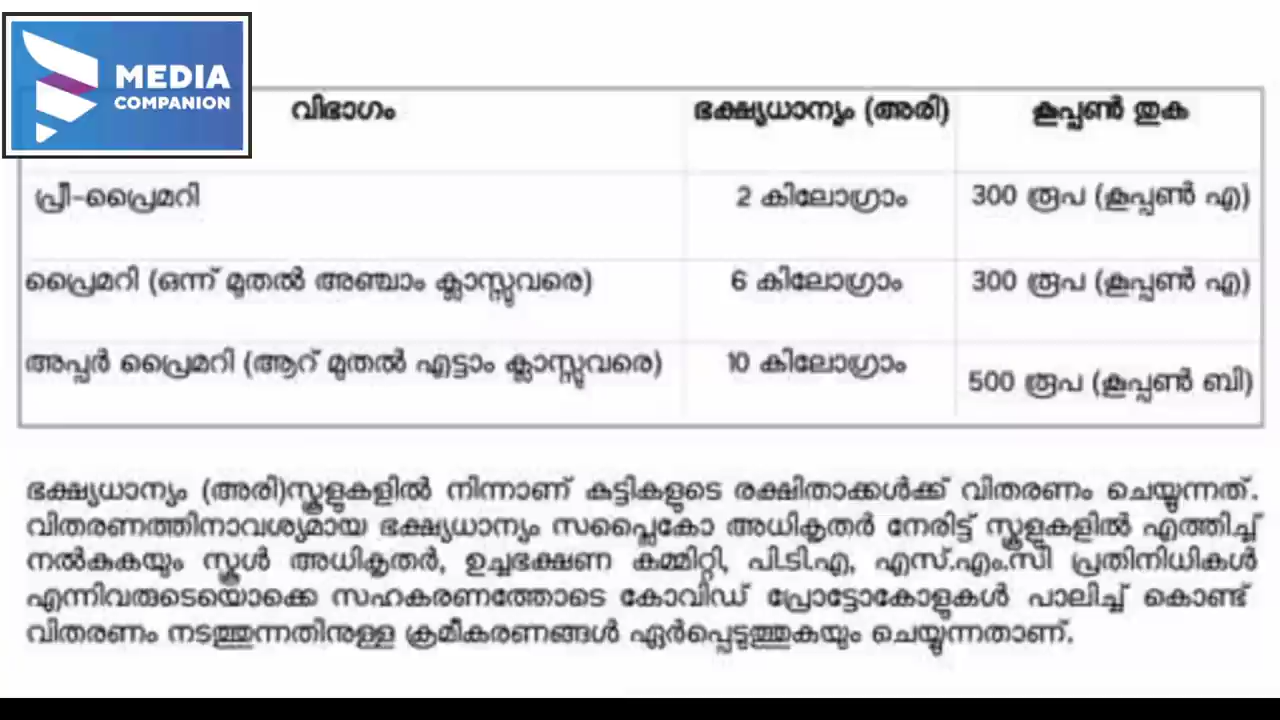 MEDIA
COMPANION
വിഭാഗം ഭക്ഷ്യധാന്യം (അരി) കൂപ്പൺ തുക
പ്രീ-പ്രൈമറി 2 കിലോഗ്രാം 300 രൂപ (കൂപ്പൺ എ)
പ്രൈമറി (ഒന്ന് മുതൽ അഞ്ചാം ക്ലാസ്സുവരെ) 6 കിലോഗ്രാം 300 രൂപ (കൂപ്പൺ എ)
അപ്പർ പ്രൈമറി (ആറ് മുതൽ എട്ടാം ക്ലാസ്സുവരെ) 10 കിലോഗ്രാം 500 രൂപ (കൂപ്പൺ ബി)
ഭക്ഷ്യധാന്യം (അരി)സ്കൂളുകളിൽ നിന്നാണ് കുട്ടികളുടെ രക്ഷിതാക്കൾക്ക് വിതരണം ചെയ്യുന്നത്.
വിതരണത്തിനാവശ്യമായ ഭക്ഷ്യധാന്യം സപ്ലൈകോ അധികൃതർ നേരിട്ട് സ്കൂളുകളിൽ എത്തിച്ച്
നൽകുകയും സ്കൂൾ അധികൃതർ, ഉച്ചഭക്ഷണ കമ്മിറ്റി, പി.ടി.എ, എസ്.എം.സി പ്രതിനിധികൾ
എന്നിവരുടെയൊക്കെ സഹകരണത്തോടെ കോവിഡ് പ്രോട്ടോകോളുകൾ പാലിച്ച് കൊണ്ട്
വിതരണം നടത്തുന്നതിനുള്ള ക്രമീകരണങ്ങൾ ഏർപ്പെടുത്തുകയും ചെയ്യുന്നതാണ്.